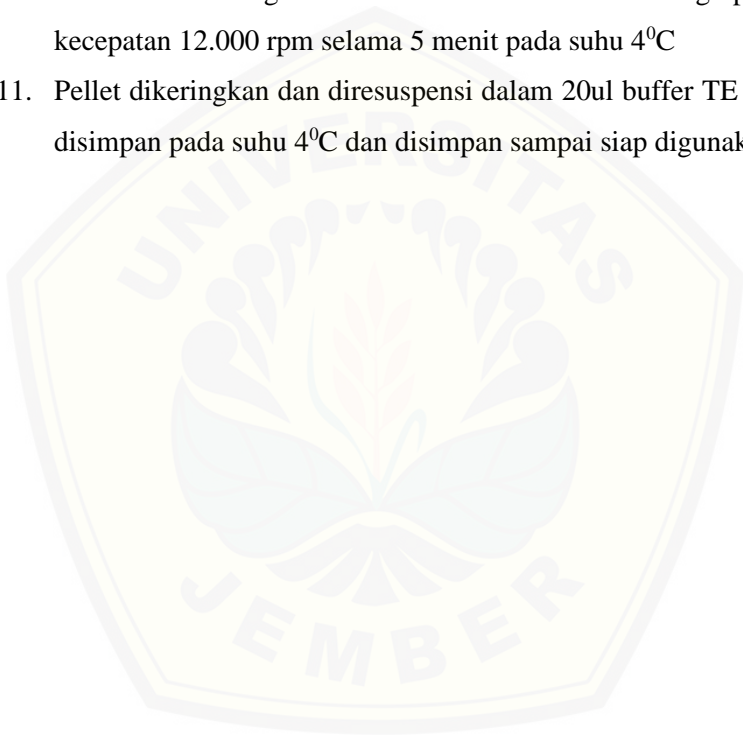 kecepatan 12.000 rpm selama 5 menit pada suhu 4⁰C
11. Pellet dikeringkan dan diresuspensi dalam 20ul buffer TE
disimpan pada suhu 4⁰C dan disimpan sampai siap digunak
UNIVERSITAS
JEMBER